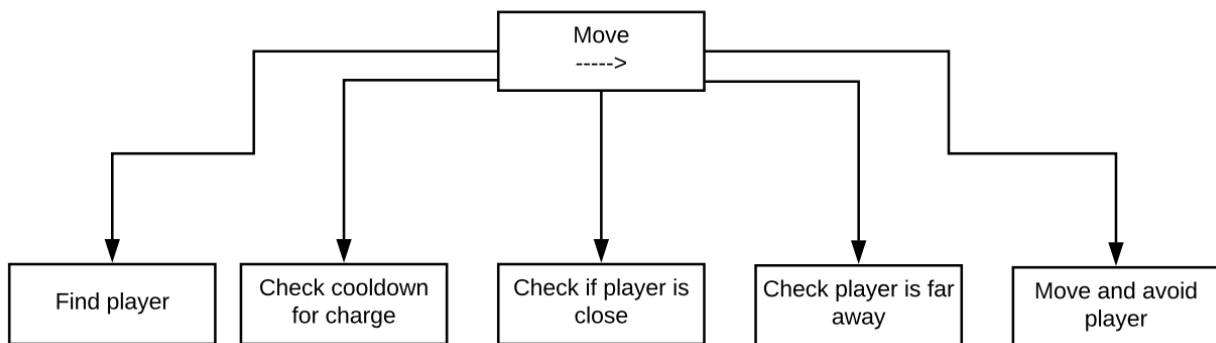 Move
----->
Find player
Check cooldown
for charge
Check if player is
close
Check player is far
away
Move and avoid
player